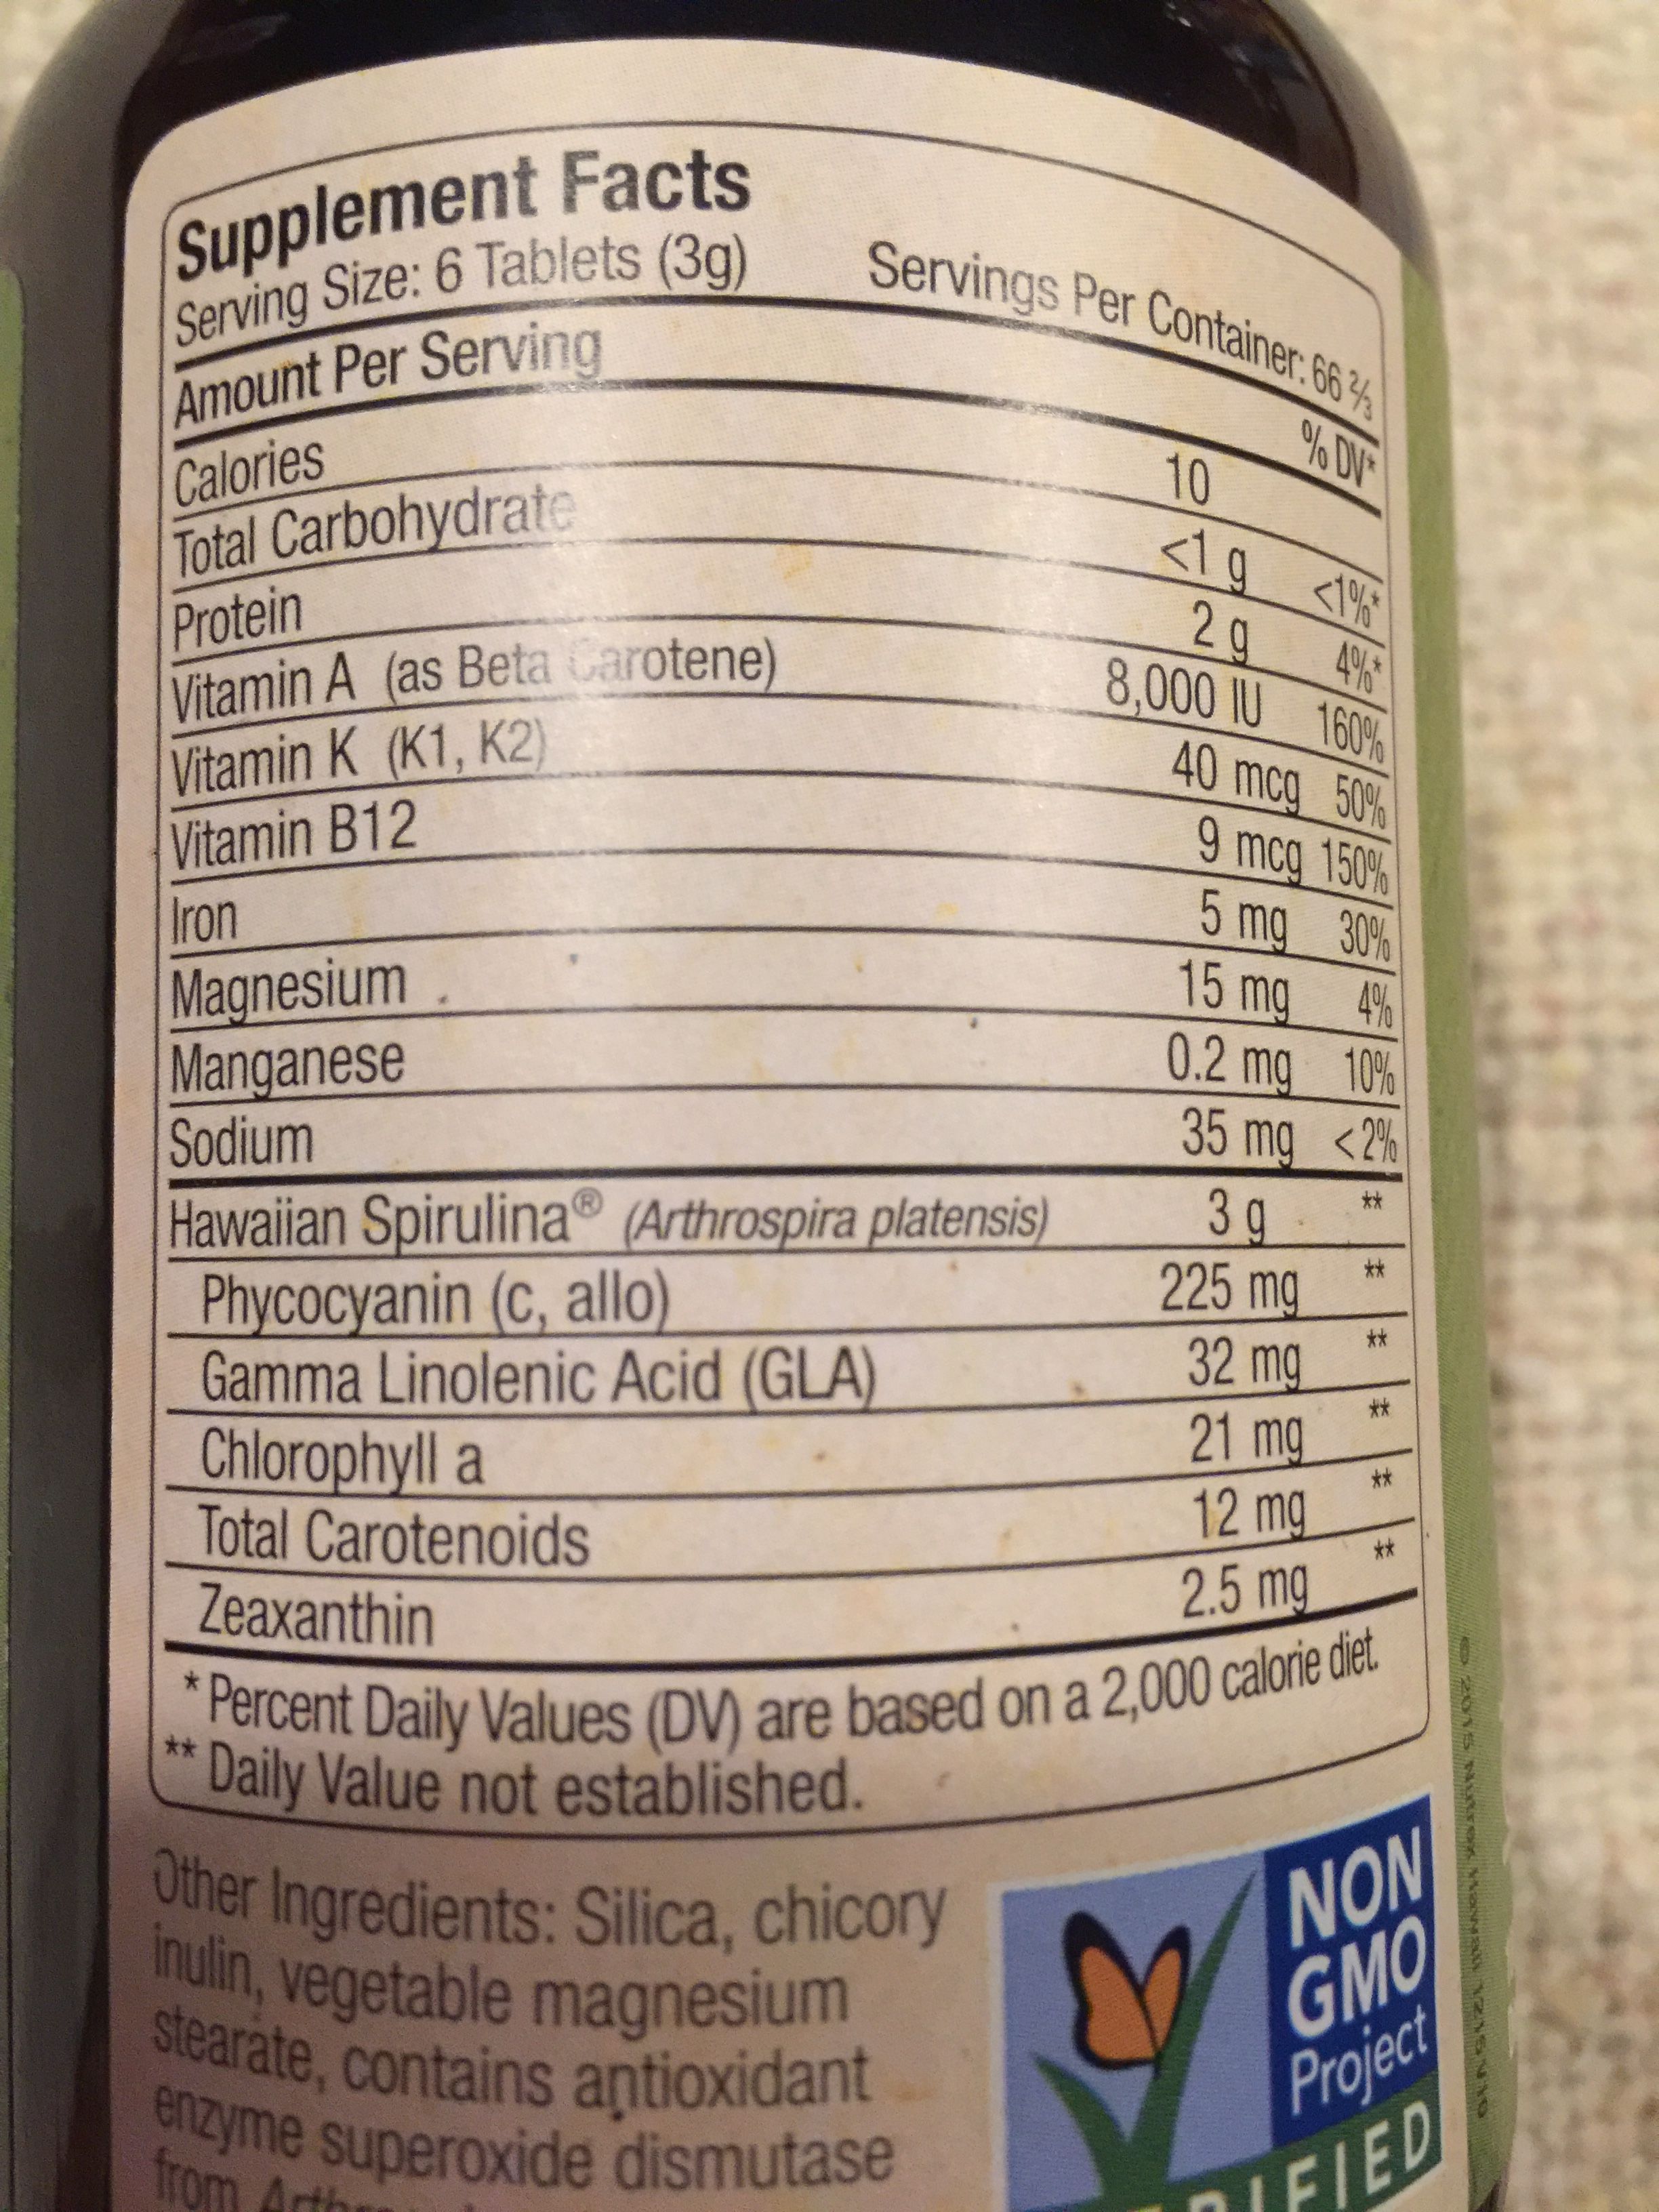 Supplement Facts
Serving Size: 6 Tablets (3g) Servings Per Container: 66 ⅔
Amount Per Serving % DV*
Calories 10
Total Carbohydrate <1 g <1%*
Protein 2 g 4%*
Vitamin A (as Beta Carotene) 8,000 IU 160%
Vitamin K (K1, K2) 40 mcg 50%
Vitamin B12 9 mcg 150%
Iron 5 mg 30%
Magnesium 15 mg 4%
Manganese 0.2 mg 10%
Sodium 35 mg <2%
Hawaiian Spirulina® (Arthrospira platensis) 3 g **
Phycocyanin (c, allo) 225 mg **
Gamma Linolenic Acid (GLA) 32 mg **
Chlorophyll a 21 mg **
Total Carotenoids 12 mg **
Zeaxanthin 2.5 mg **
* Percent Daily Values (DV) are based on a 2,000 calorie diet.
** Daily Value not established.
Other Ingredients: Silica, chicory
inulin, vegetable magnesium
stearate, contains antioxidant
enzyme superoxide dismutase
from
NON
GMO
Project
© 2015 Nutrex Hawaii 1215 V10